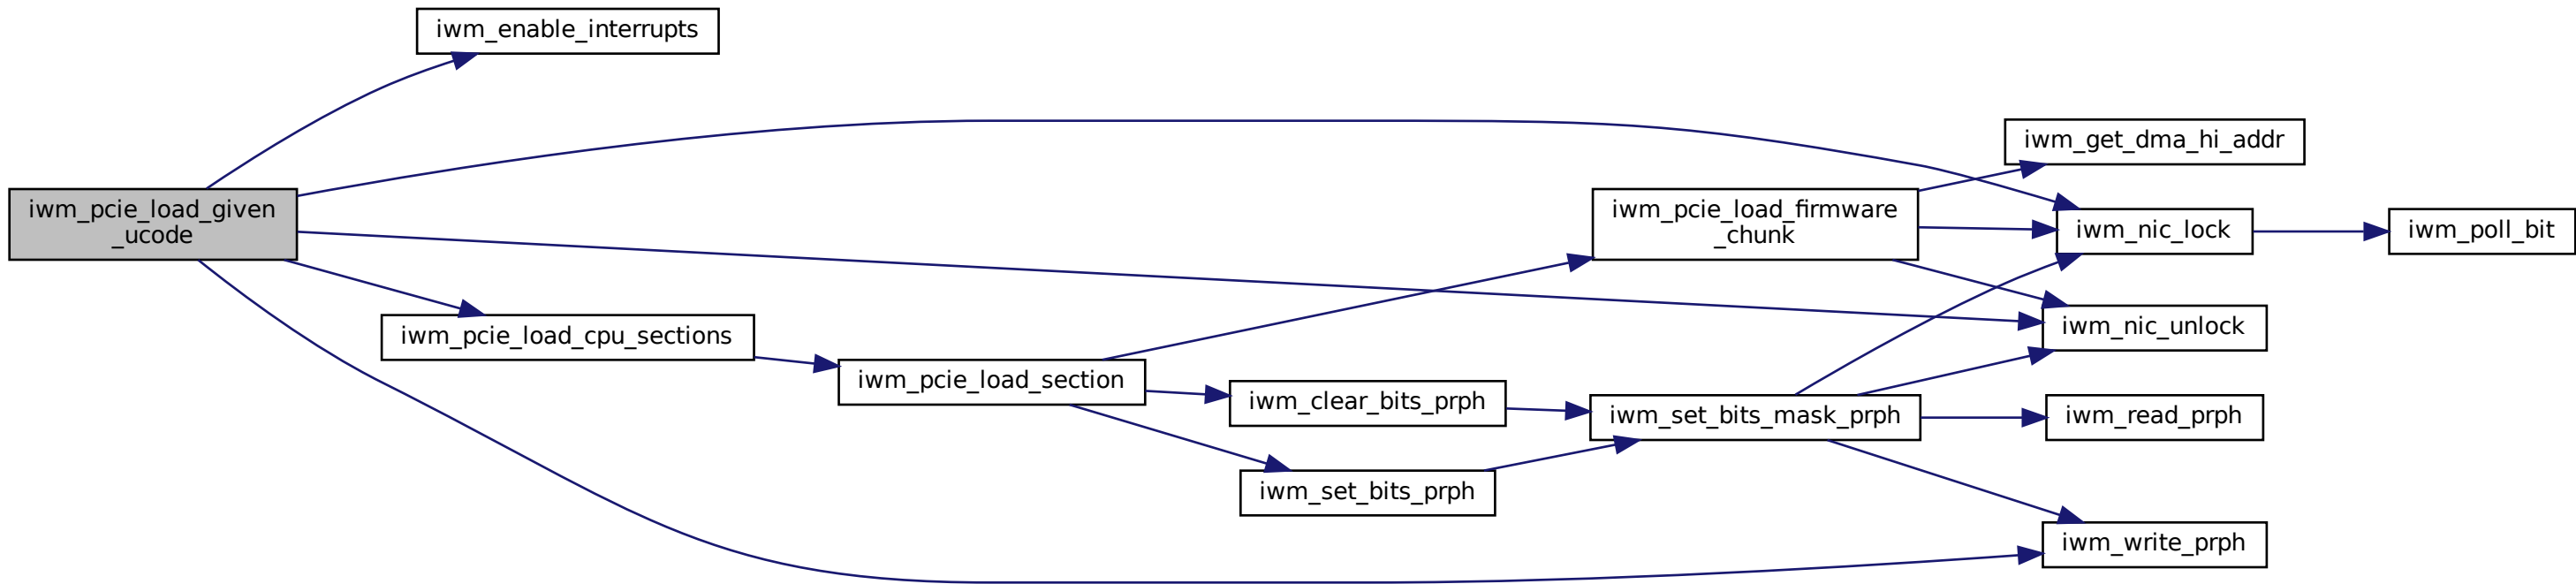 iwm_enable_interrupts
iwm_get_dma_hi_addr
iwm_pcie_load_given
_ucode
iwm_pcie_load_firmware
_chunk
iwm_nic_lock
iwm_poll_bit
iwm_pcie_load_cpu_sections
iwm_nic_unlock
iwm_pcie_load_section
iwm_clear_bits_prph
iwm_set_bits_mask_prph
iwm_read_prph
iwm_set_bits_prph
iwm_write_prph